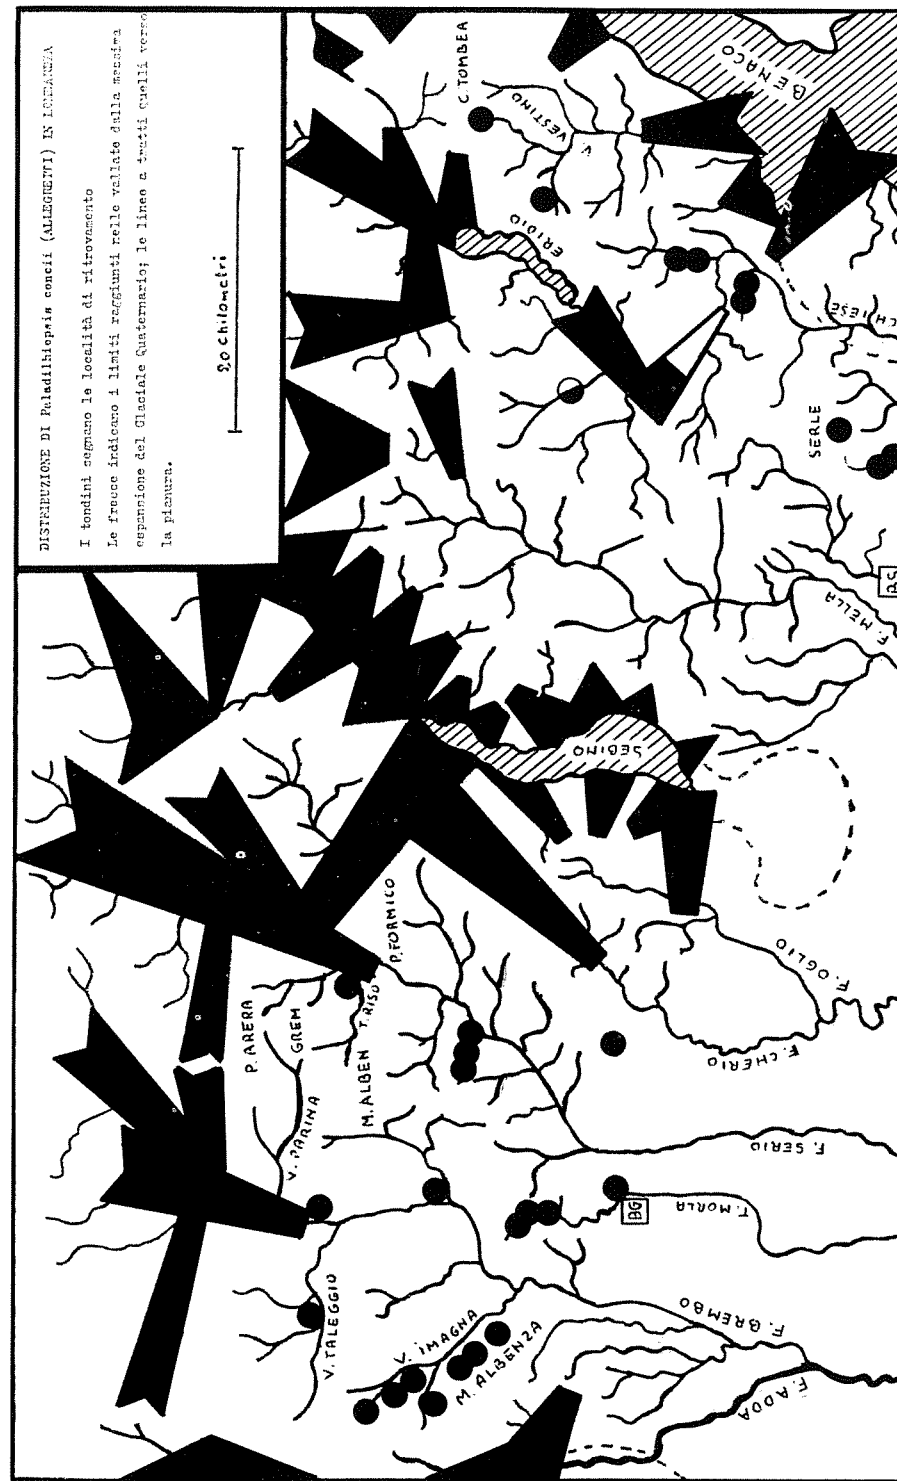 DISTRIBUZIONE DI Paladilhiopsis concii (ALLEGRETTI) IN LOMBARDIA
I tondini segnano le località di ritrovamento
Le frecce indicano i limiti raggiunti nelle vallate dalla massima
espansione del Glaciale Quaternario; le linee a tratti quelli verso
la pianura.
20 chilometri
BENACO
C. TOMBEA
V. VESTINO
ERIDIO
CHIESE
SERLE
BS
F. MELLA
SEBINO
F. OGLIO
F. CHERIO
P. FORMICO
T. RISO
P. ARERA
GREM
M. ALBEN
V. PARINA
F. SERIO
BG
T. MORLA
V. TALEGGIO
V. IMAGNA
M. ALBENZA
F. BREMBO
F. ADDA